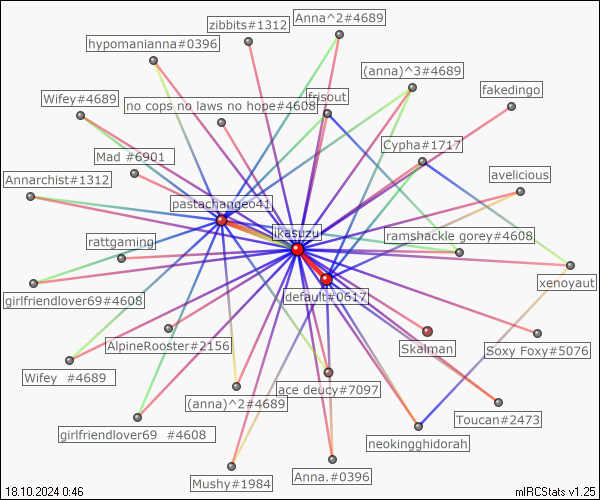 zibbits#1312
Anna^2#4689
hypomanianna#0396
(anna)^3#4689
fakedingo
Wifey#4689
no cops no laws no hope#4608
frisout
Cypha#1717
Mad #6901
Annarchist#1312
avelicious
pastachangeo41
ikasuzu
ramshackle gorey#4608
rattgaming
xenoyaut
girlfriendlover69#4608
default#0617
AlpineRooster#2156
Skalman
Soxy Foxy#5076
Wifey #4689
ace deucy#7097
(anna)^2#4689
Toucan#2473
girlfriendlover69 #4608
neokingghidorah
Anna.#0396
Mushy#1984
18.10.2024 0:46
mIRCStats v1.25